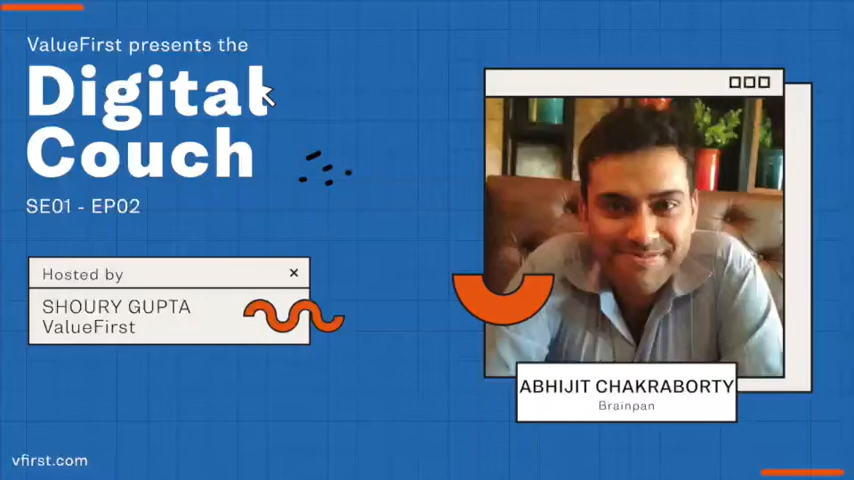 ValueFirst presents the
Digital
Couch
SE01 - EP02
Hosted by
SHOURY GUPTA
ValueFirst
ABHIJIT CHAKRABORTY
Brainpan
vfirst.com